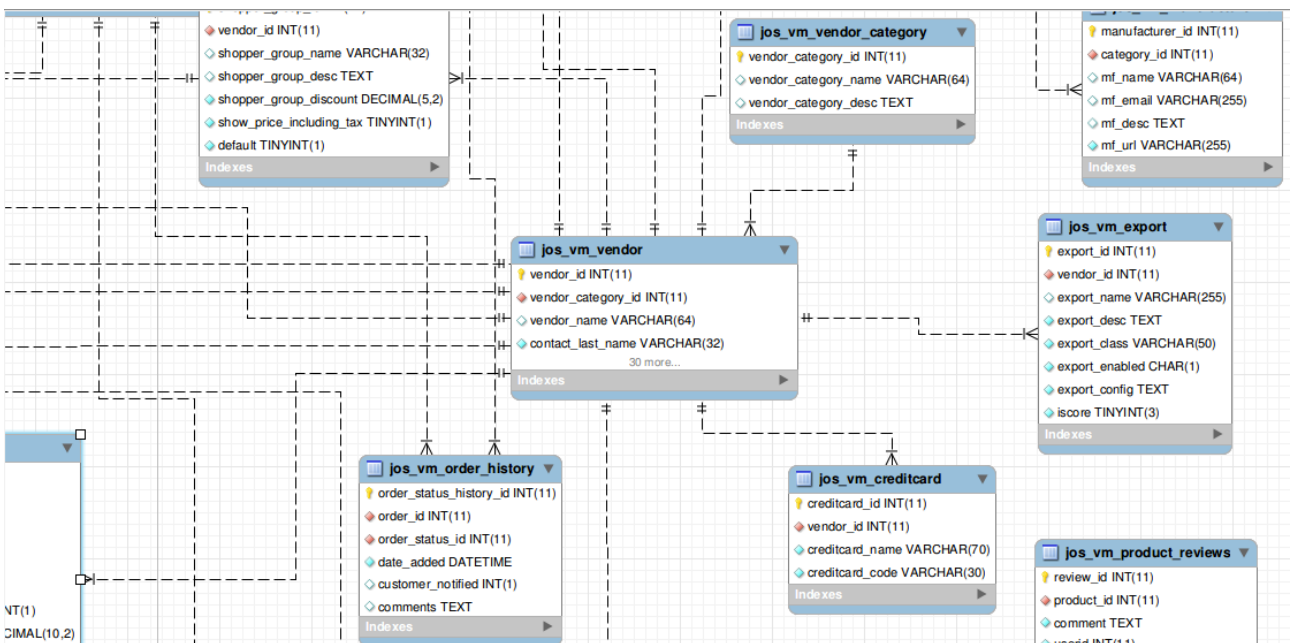 vendor_id INT(11)
shopper_group_name VARCHAR(32)
shopper_group_desc TEXT
shopper_group_discount DECIMAL(5,2)
show_price_including_tax TINYINT(1)
default TINYINT(1)
Indexes
jos_vm_vendor_category
vendor_category_id INT(11)
vendor_category_name VARCHAR(64)
vendor_category_desc TEXT
Indexes
manufacturer_id INT(11)
category_id INT(11)
mf_name VARCHAR(64)
mf_email VARCHAR(255)
mf_desc TEXT
mf_url VARCHAR(255)
Indexes
jos_vm_vendor
vendor_id INT(11)
vendor_category_id INT(11)
vendor_name VARCHAR(64)
contact_last_name VARCHAR(32)
30 more...
Indexes
jos_vm_export
export_id INT(11)
vendor_id INT(11)
export_name VARCHAR(255)
export_desc TEXT
export_class VARCHAR(50)
export_enabled CHAR(1)
export_config TEXT
iscore TINYINT(3)
Indexes
jos_vm_order_history
order_status_history_id INT(11)
order_id INT(11)
order_status_id INT(11)
date_added DATETIME
customer_notified INT(1)
comments TEXT
Indexes
jos_vm_creditcard
creditcard_id INT(11)
vendor_id INT(11)
creditcard_name VARCHAR(70)
creditcard_code VARCHAR(30)
Indexes
jos_vm_product_reviews
review_id INT(11)
product_id INT(11)
comment TEXT
NT(1)
CIMAL(10,2)